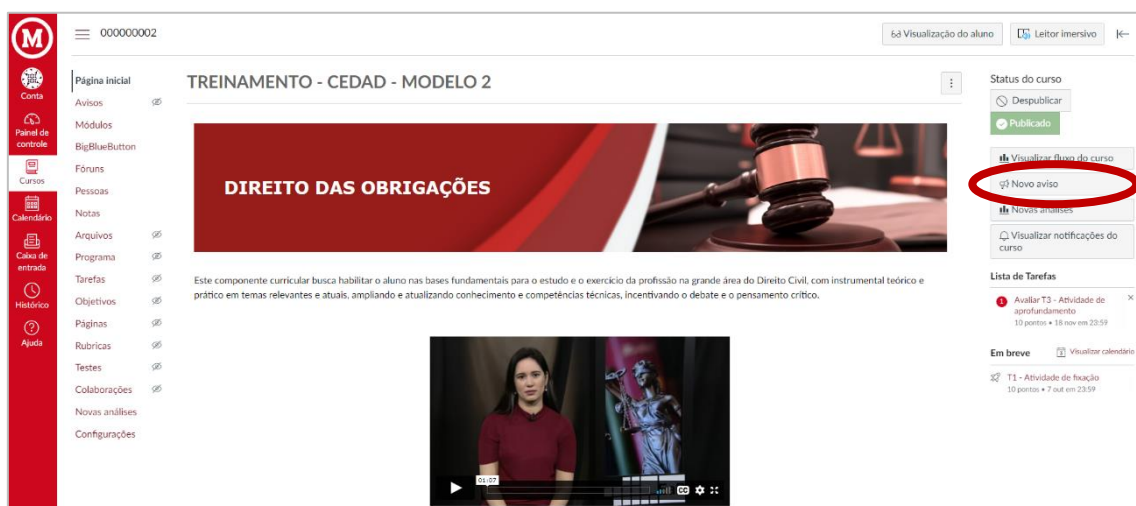 M
000000002
Visualização do aluno
Leitor imersivo
Conta
Painel de
controle
Cursos
Calendário
Caixa de
entrada
Histórico
Ajuda
Página inicial
Avisos
Módulos
BigBlueButton
Fóruns
Pessoas
Notas
Arquivos
Programa
Tarefas
Objetivos
Páginas
Rubricas
Testes
Colaborações
Novas análises
Configurações
TREINAMENTO - CEDAD - MODELO 2
DIREITO DAS OBRIGAÇÕES
Este componente curricular busca habilitar o aluno nas bases fundamentais para o estudo e o exercício da profissão na grande área do Direito Civil, com instrumental teórico e
prático em temas relevantes e atuais, ampliando e atualizando conhecimento e competências técnicas, incentivando o debate e o pensamento crítico.
01:07
CC
Status do curso
Despublicar
Publicado
Visualizar fluxo do curso
Novo aviso
Novas análises
Visualizar notificações do
curso
Lista de Tarefas
1 Avaliar T3 - Atividade de
aprofundamento
10 pontos • 18 nov em 23:59
Em breve
Visualizar calendário
T1 - Atividade de fixação
10 pontos • 7 out em 23:59